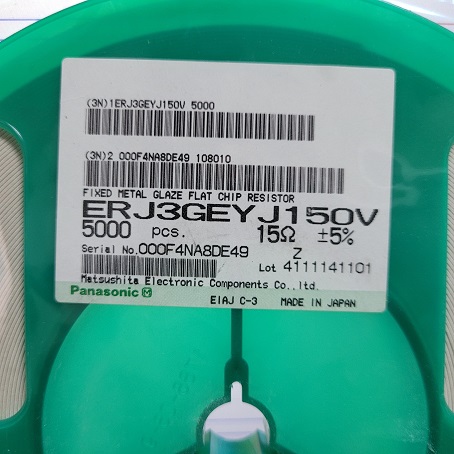 (3N)1ERJ3GEYJ150V 5000
(3N)2 000F4NA8DE49 108010
FIXED METAL GLAZE FLAT CHIP RESISTOR
ERJ3GEYJ150V
5000 pcs. 15Ω ±5%
Serial No.000F4NA8DE49 Z
Lot 4111141101
Matsushita Electronic Components Co.,ltd.
Panasonic M
EIAJ C-3 MADE IN JAPAN